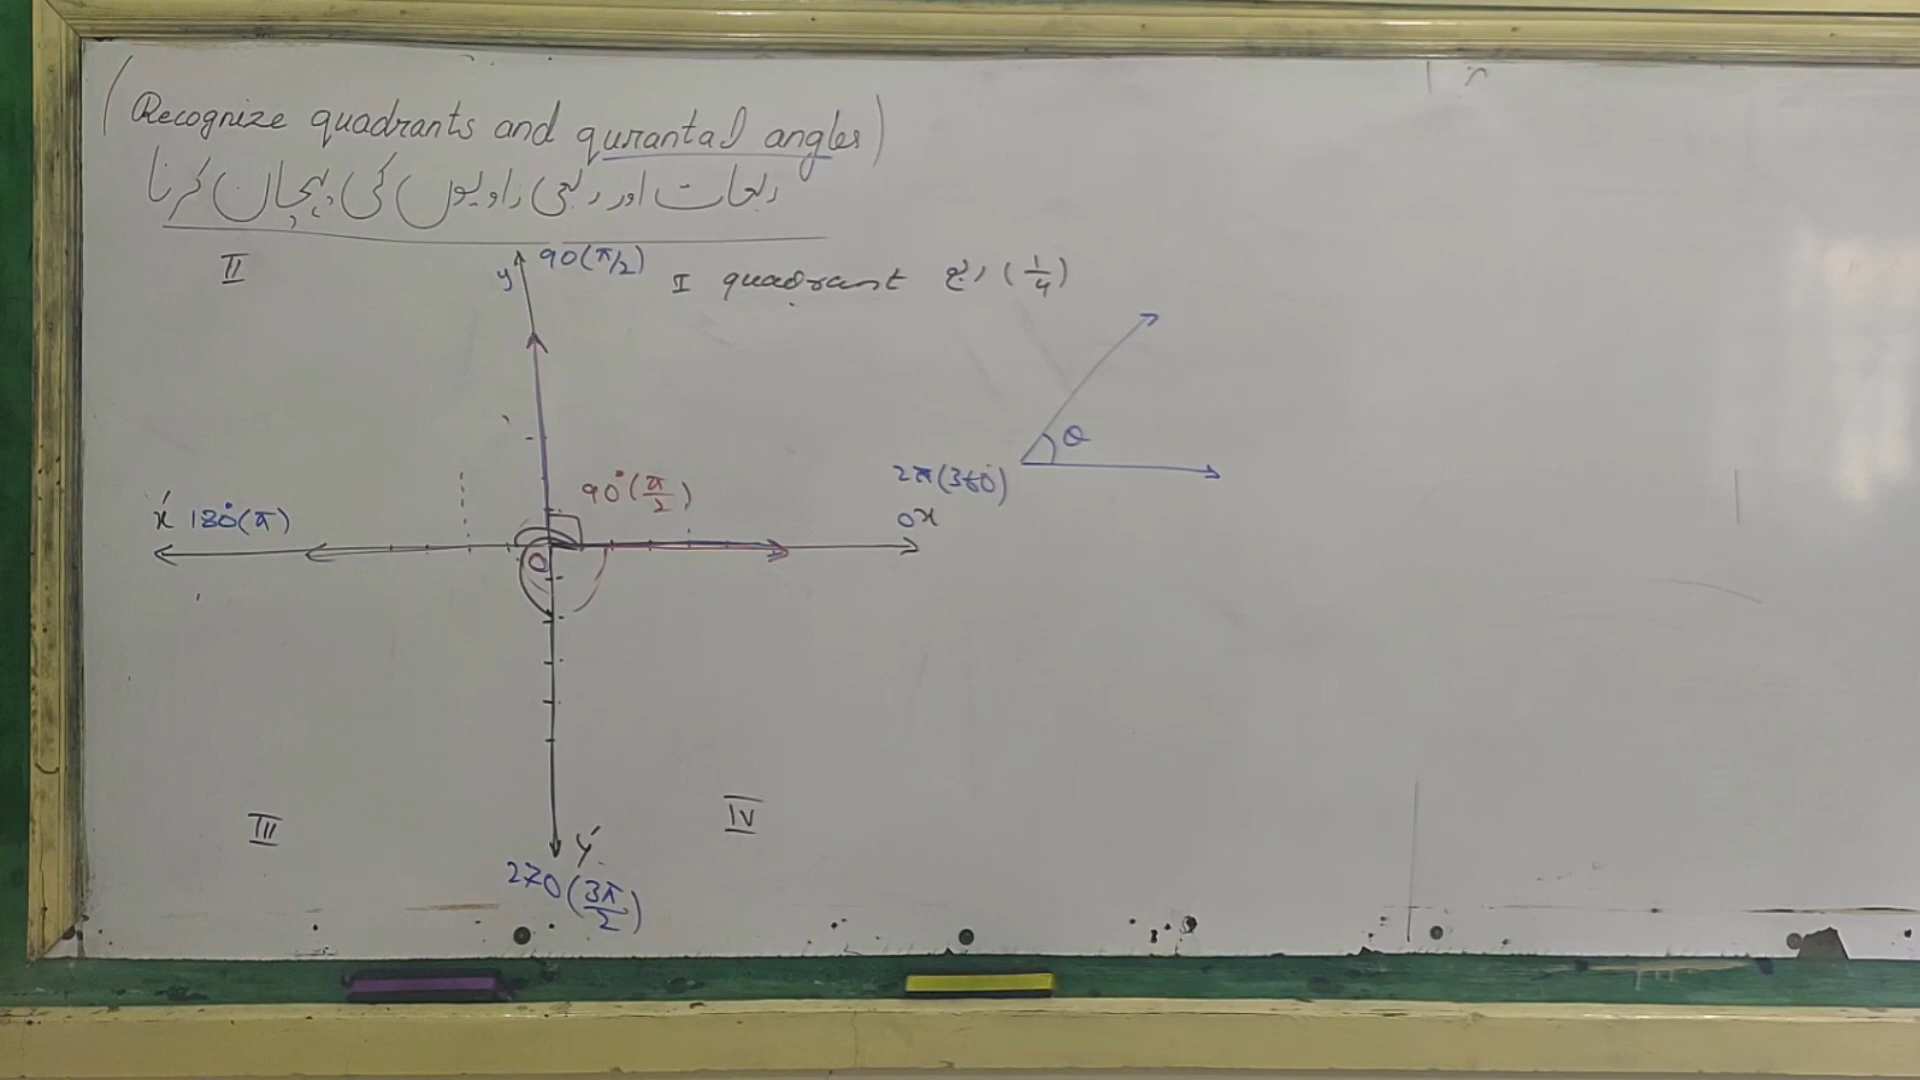 (Recognize quadrants and qurantal angles)
ربعات اور ربعی زاویوں کی پہچان کرنا
II
y 90(π/2)
I quadrant ربع (1/4)
θ
2π(360°)
90°(π/2)
x́ 180°(π)
0x
O
III
IV
ý
270(3π/2)